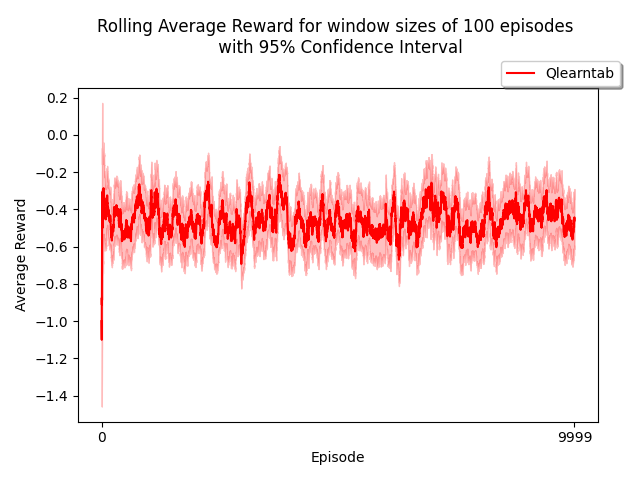 Rolling Average Reward for window sizes of 100 episodes
with 95% Confidence Interval
Qlearntab
0.2
0.0
−0.2
−0.4
−0.6
−0.8
−1.0
−1.2
−1.4
Average Reward
0
9999
Episode